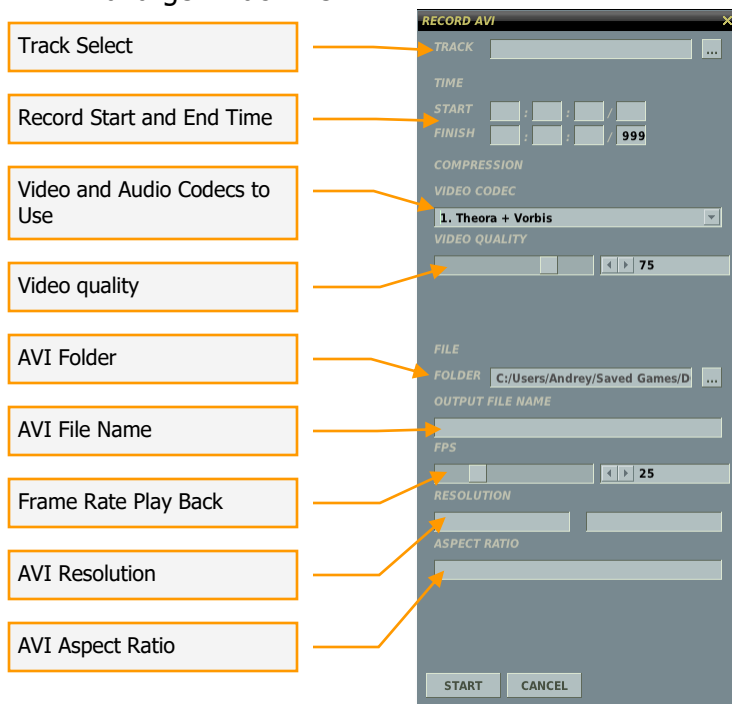 RECORD AVI
Track Select
TRACK
...
TIME
Record Start and End Time
START : : /
FINISH : : / 999
COMPRESSION
Video and Audio Codecs to
Use
VIDEO CODEC
1. Theora + Vorbis
VIDEO QUALITY
Video quality
75
FILE
AVI Folder
FOLDER C:/Users/Andrey/Saved Games/D ...
OUTPUT FILE NAME
AVI File Name
FPS
Frame Rate Play Back
25
RESOLUTION
AVI Resolution
ASPECT RATIO
AVI Aspect Ratio
START CANCEL